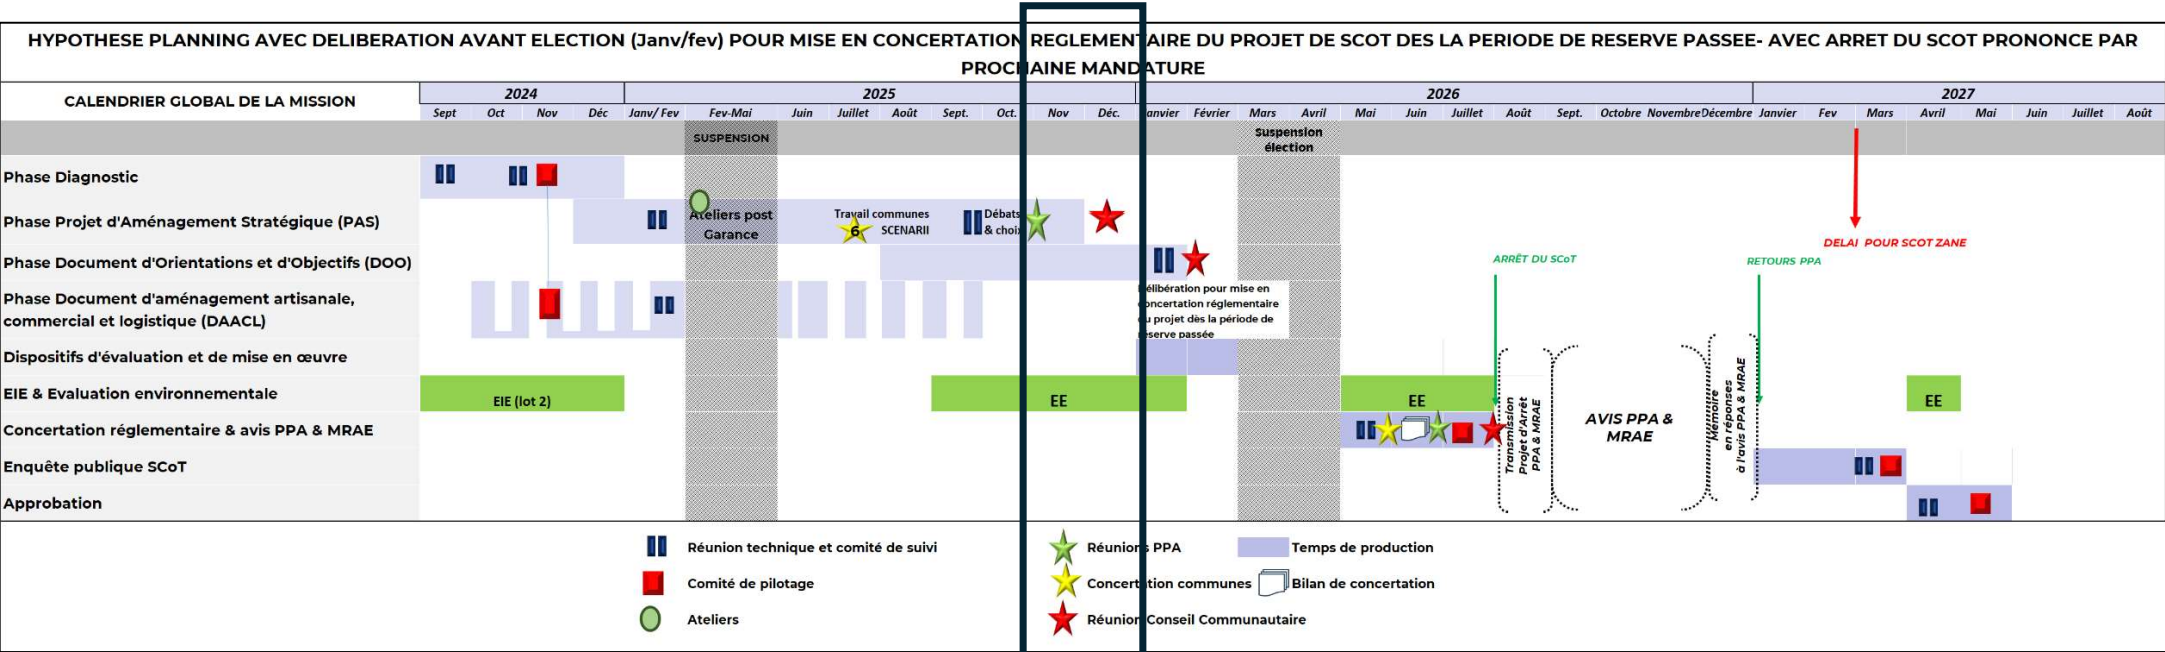 HYPOTHESE PLANNING AVEC DELIBERATION AVANT ELECTION (Janv/fev) POUR MISE EN CONCERTATION REGLEMENTAIRE DU PROJET DE SCOT DES LA PERIODE DE RESERVE PASSEE- AVEC ARRET DU SCOT PRONONCE PAR
PROCHAINE MANDATURE
CALENDRIER GLOBAL DE LA MISSION
2024 2025 2026 2027
Sept Oct Nov Déc Janv/ Fev Fev-Mai Juin Juillet Août Sept. Oct. Nov Déc. anvier Février Mars Avril Mai Juin Juillet Août Sept. Octobre Novembre Décembre Janvier Fev Mars Avril Mai Juin Juillet Août
SUSPENSION
Suspension
élection
Phase Diagnostic
Phase Projet d'Aménagement Stratégique (PAS)
Ateliers post
Garance
Travail communes
6 SCENARII
Débats
& choix
DELAI POUR SCOT ZANE
Phase Document d'Orientations et d'Objectifs (DOO)
ARRÊT DU SCoT
RETOURS PPA
Phase Document d'aménagement artisanale,
commercial et logistique (DAACL)
élibération pour mise en
oncertation réglementaire
u projet dès la période de
éserve passée
Dispositifs d'évaluation et de mise en œuvre
EIE & Evaluation environnementale
EIE (lot 2)
EE
EE
EE
Concertation réglementaire & avis PPA & MRAE
Transmission
Projet d'Arrêt
PPA & MRAE
AVIS PPA &
MRAE
Mémoire
en réponses
à l'avis PPA & MRAE
Enquête publique SCoT
Approbation
Réunion technique et comité de suivi
Réunions PPA
Temps de production
Comité de pilotage
Concertation communes
Bilan de concertation
Ateliers
Réunion Conseil Communautaire